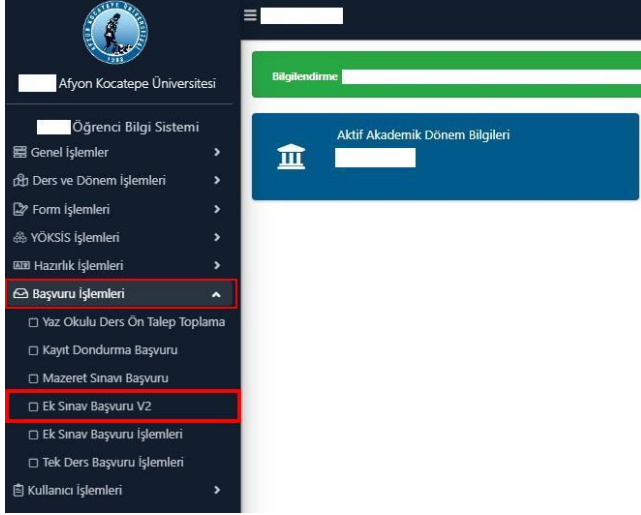 Afyon Kocatepe Üniversitesi
Öğrenci Bilgi Sistemi
Genel İşlemler
Ders ve Dönem İşlemleri
Form İşlemleri
YÖKSİS İşlemleri
Hazırlık İşlemleri
Başvuru İşlemleri
Yaz Okulu Ders Ön Talep Toplama
Kayıt Dondurma Başvuru
Mazeret Sınavı Başvuru
Ek Sınav Başvuru V2
Ek Sınav Başvuru İşlemleri
Tek Ders Başvuru İşlemleri
Kullanıcı İşlemleri
Bilgilendirme
Aktif Akademik Dönem Bilgileri